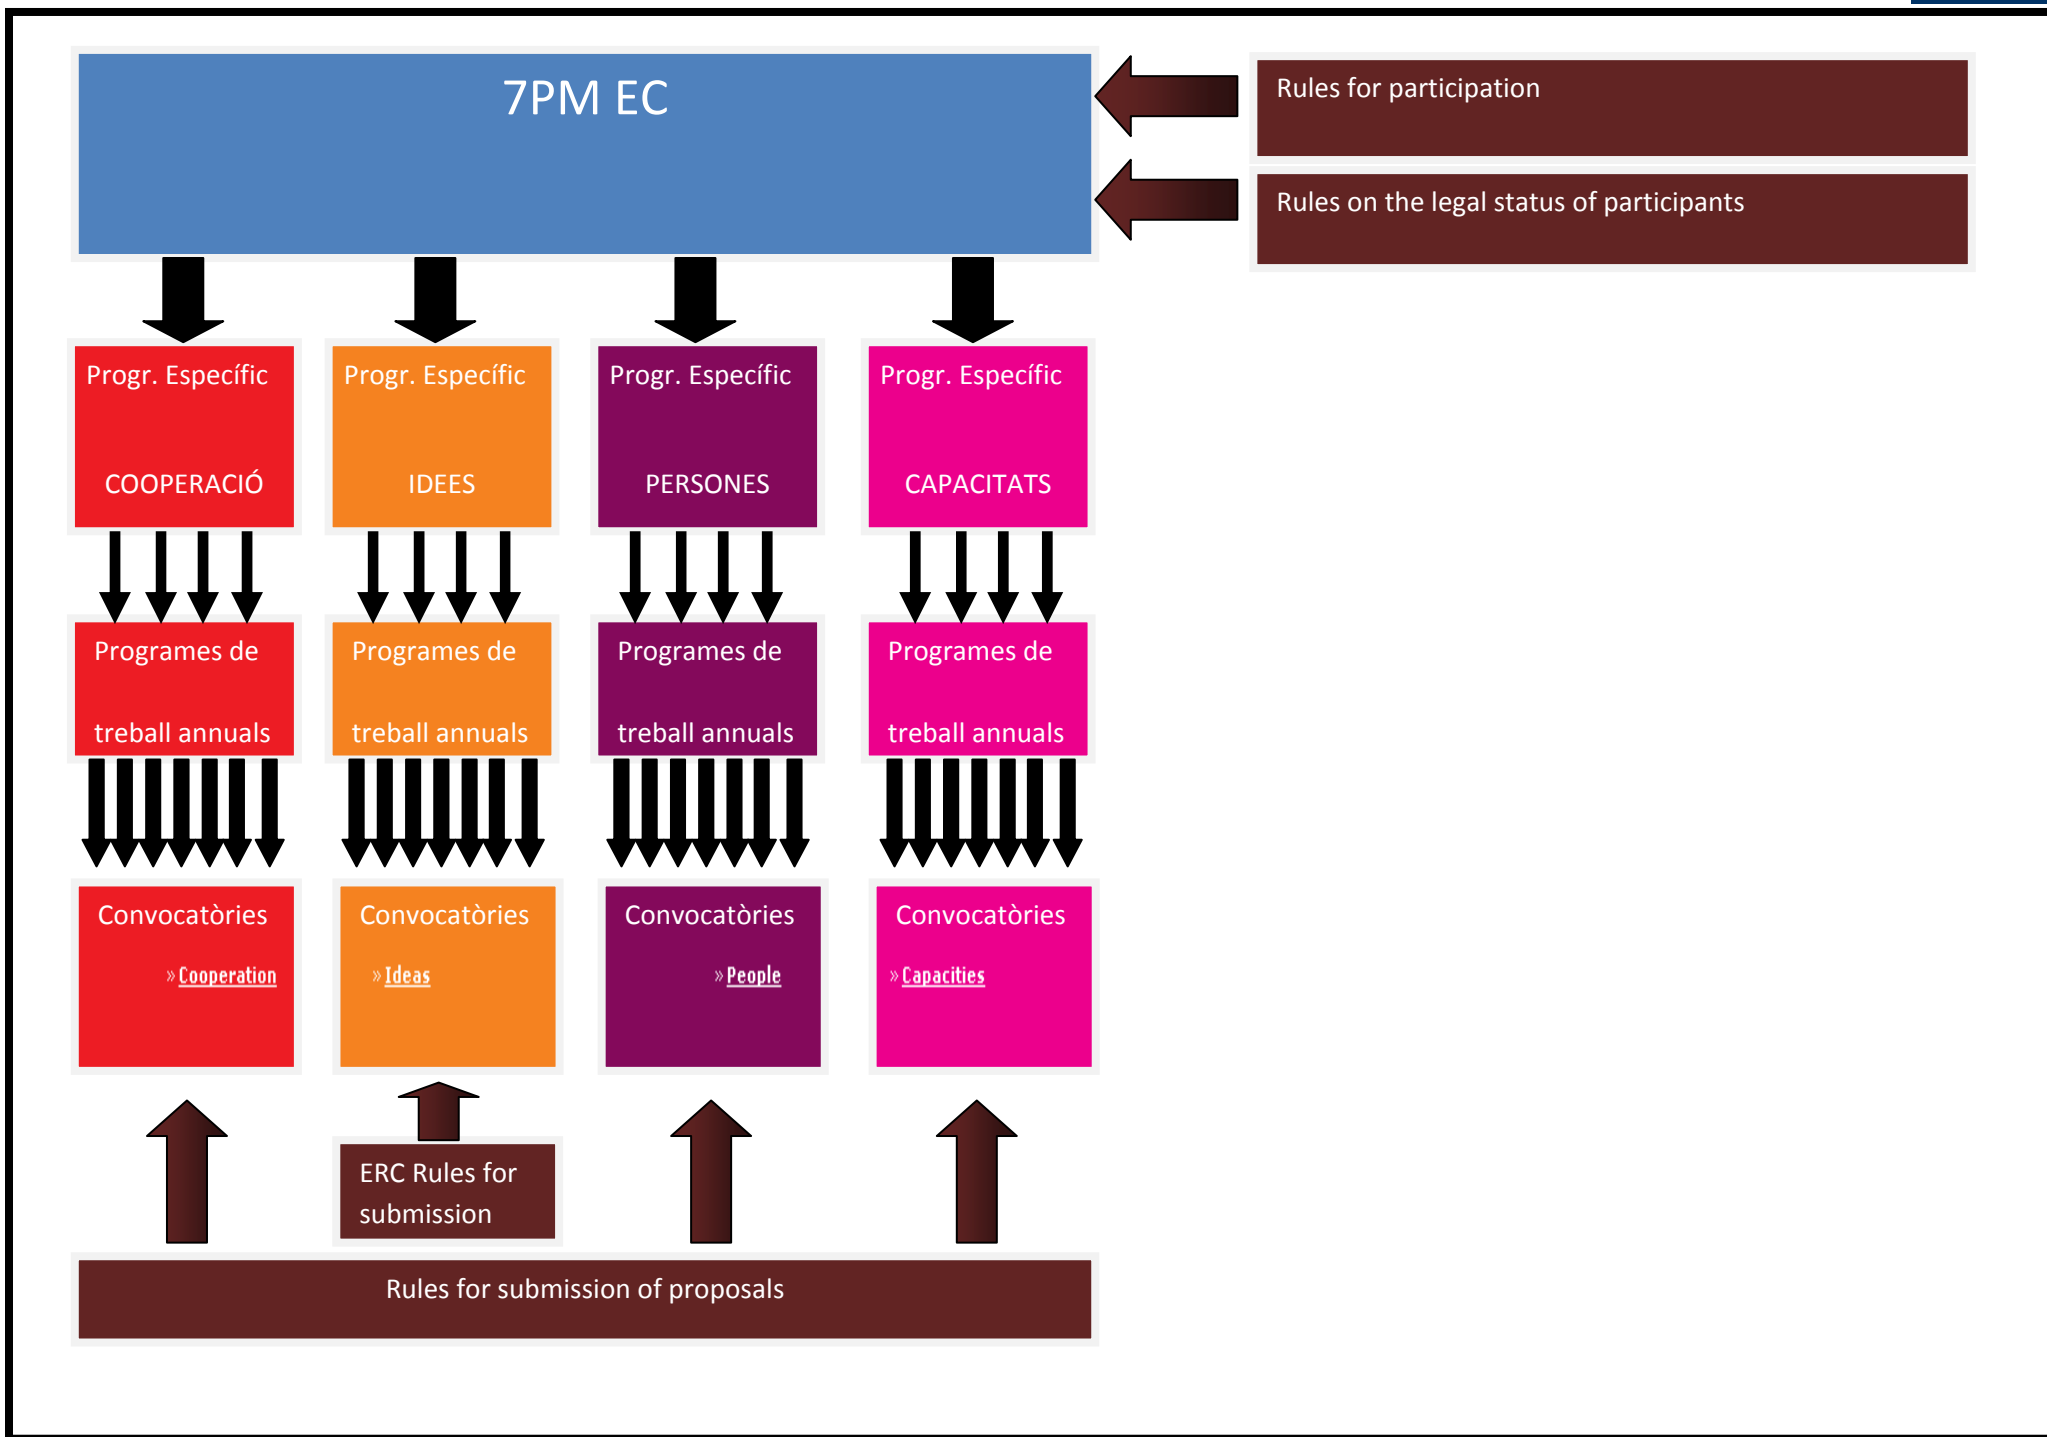 7PM EC
Rules for participation
Rules on the legal status of participants
Progr. Específic
COOPERACIÓ
Progr. Específic
IDEES
Progr. Específic
PERSONES
Progr. Específic
CAPACITATS
Programes de
treball annuals
Programes de
treball annuals
Programes de
treball annuals
Programes de
treball annuals
Convocatòries
» Cooperation
Convocatòries
» Ideas
Convocatòries
» People
Convocatòries
» Capacities
ERC Rules for
submission
Rules for submission of proposals